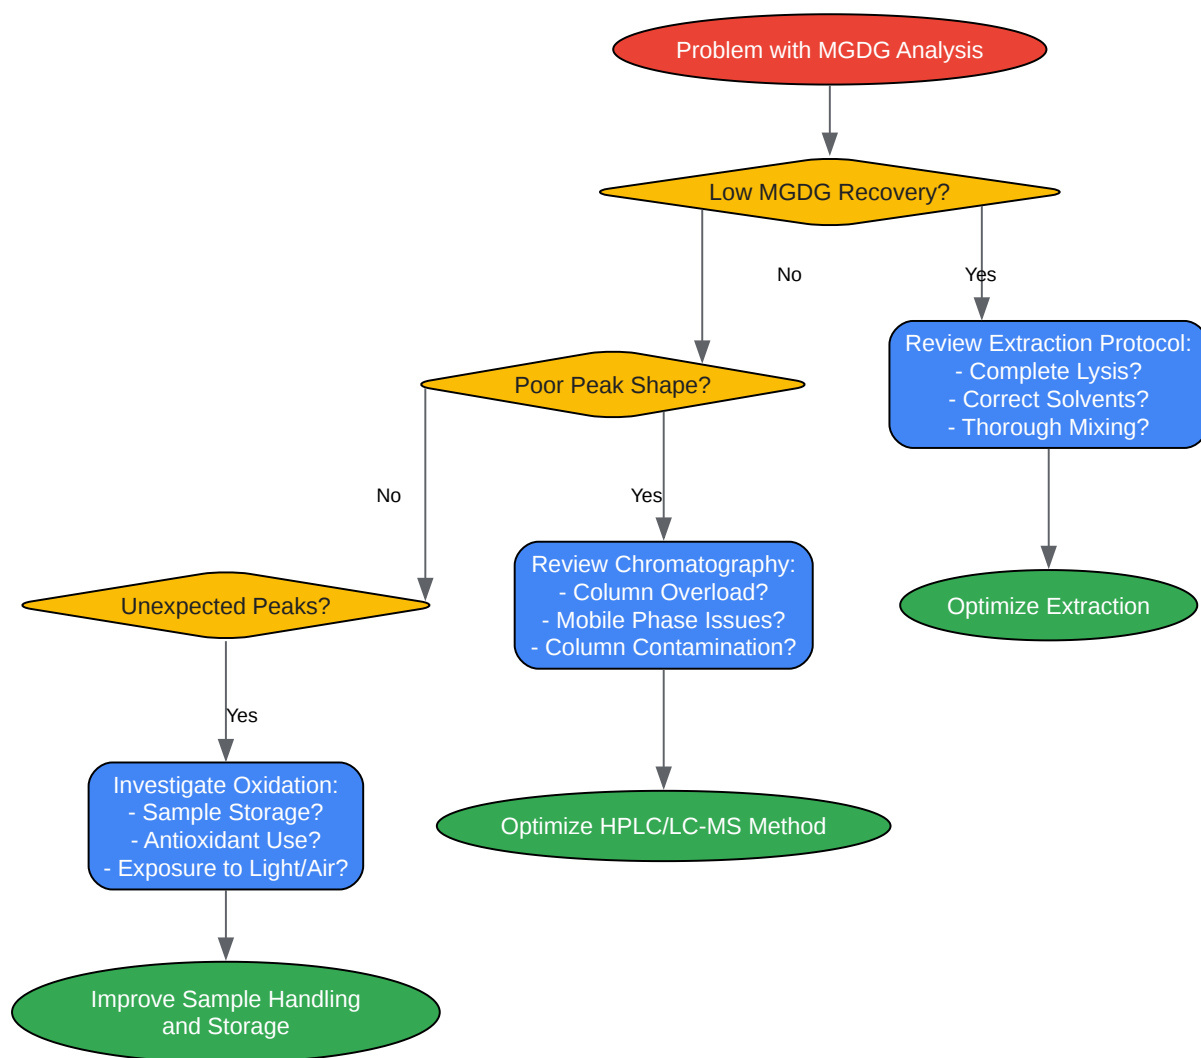 Problem with MGDG Analysis
Low MGDG Recovery?
No
Yes
Review Extraction Protocol:
- Complete Lysis?
- Correct Solvents?
- Thorough Mixing?
Poor Peak Shape?
No
Yes
Review Chromatography:
- Column Overload?
- Mobile Phase Issues?
- Column Contamination?
Optimize Extraction
Unexpected Peaks?
Yes
Investigate Oxidation:
- Sample Storage?
- Antioxidant Use?
- Exposure to Light/Air?
Optimize HPLC/LC-MS Method
Improve Sample Handling
and Storage